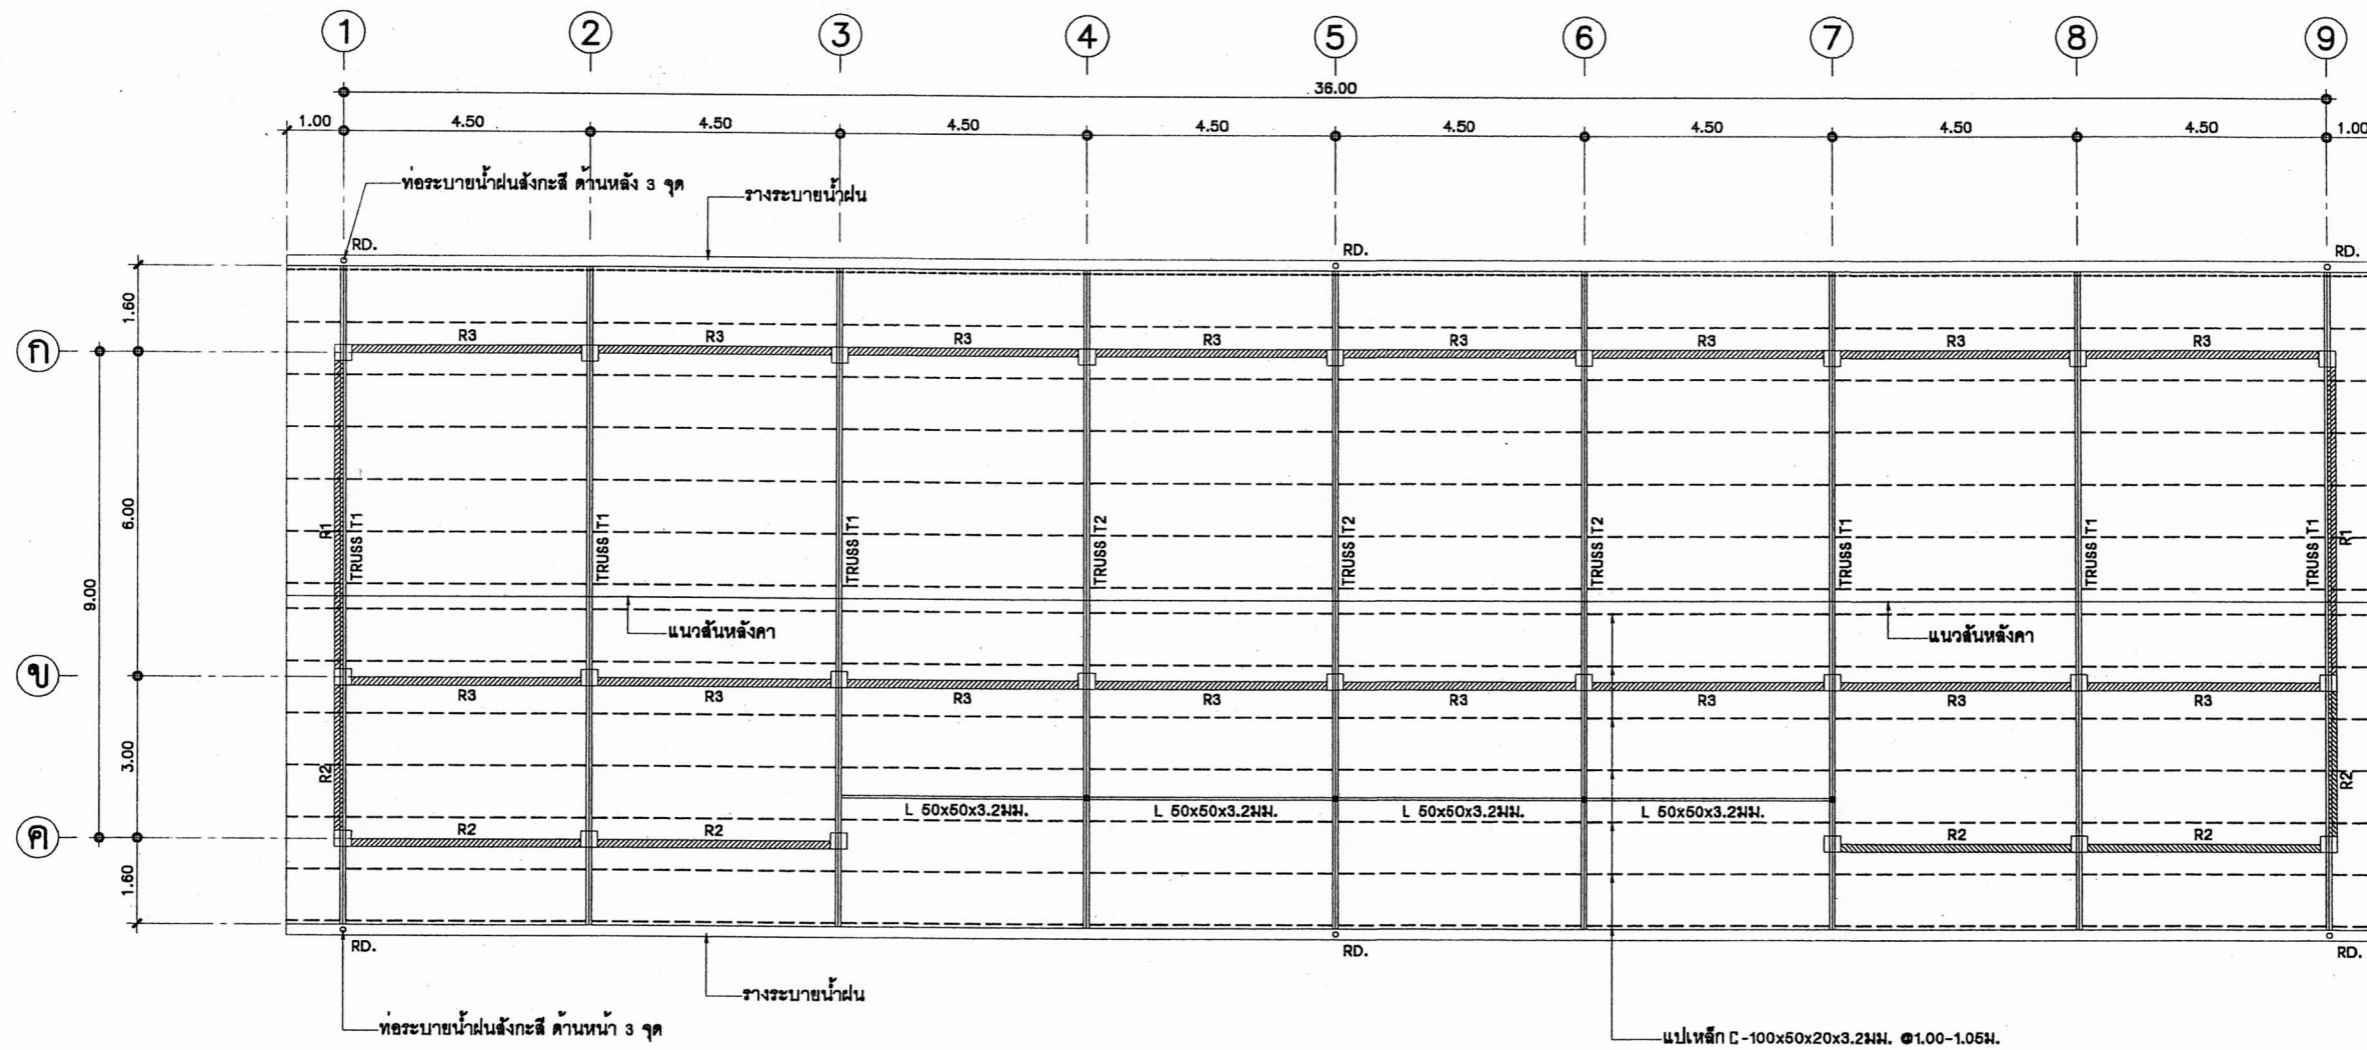 1 2 3 4 5 6 7 8 9
36.00
1.00 4.50 4.50 4.50 4.50 4.50 4.50 4.50 4.50 1.00
ท่อระบายน้ำฝนสังกะสี ด้านหลัง 3 จุด
รางระบายน้ำฝน
RD. RD. RD.
1.60
ก
R3 R3 R3 R3 R3 R3 R3 R3
6.00
9.00
R1
TRUSS T1
TRUSS T1
TRUSS T1
TRUSS T2
TRUSS T2
TRUSS T2
TRUSS T1
TRUSS T1
TRUSS T1
R1
แนวสันหลังคา
แนวสันหลังคา
ข
R3 R3 R3 R3 R3 R3 R3 R3
3.00
R2
R2
L 50x50x3.2มม. L 50x50x3.2มม. L 50x50x3.2มม. L 50x50x3.2มม.
ค
R2 R2 R2 R2
1.60
RD. RD. RD.
รางระบายน้ำฝน
ท่อระบายน้ำฝนสังกะสี ด้านหน้า 3 จุด
แปเหล็ก C-100x50x20x3.2มม. @1.00-1.05ม.